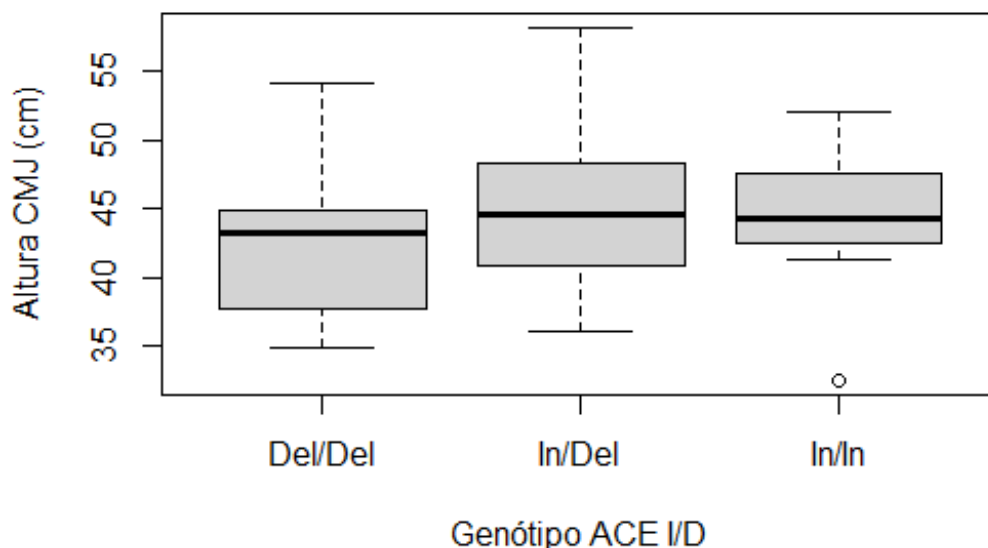 Altura CMJ (cm)
55
50
45
40
35
Del/Del
In/Del
In/In
Genótipo ACE I/D